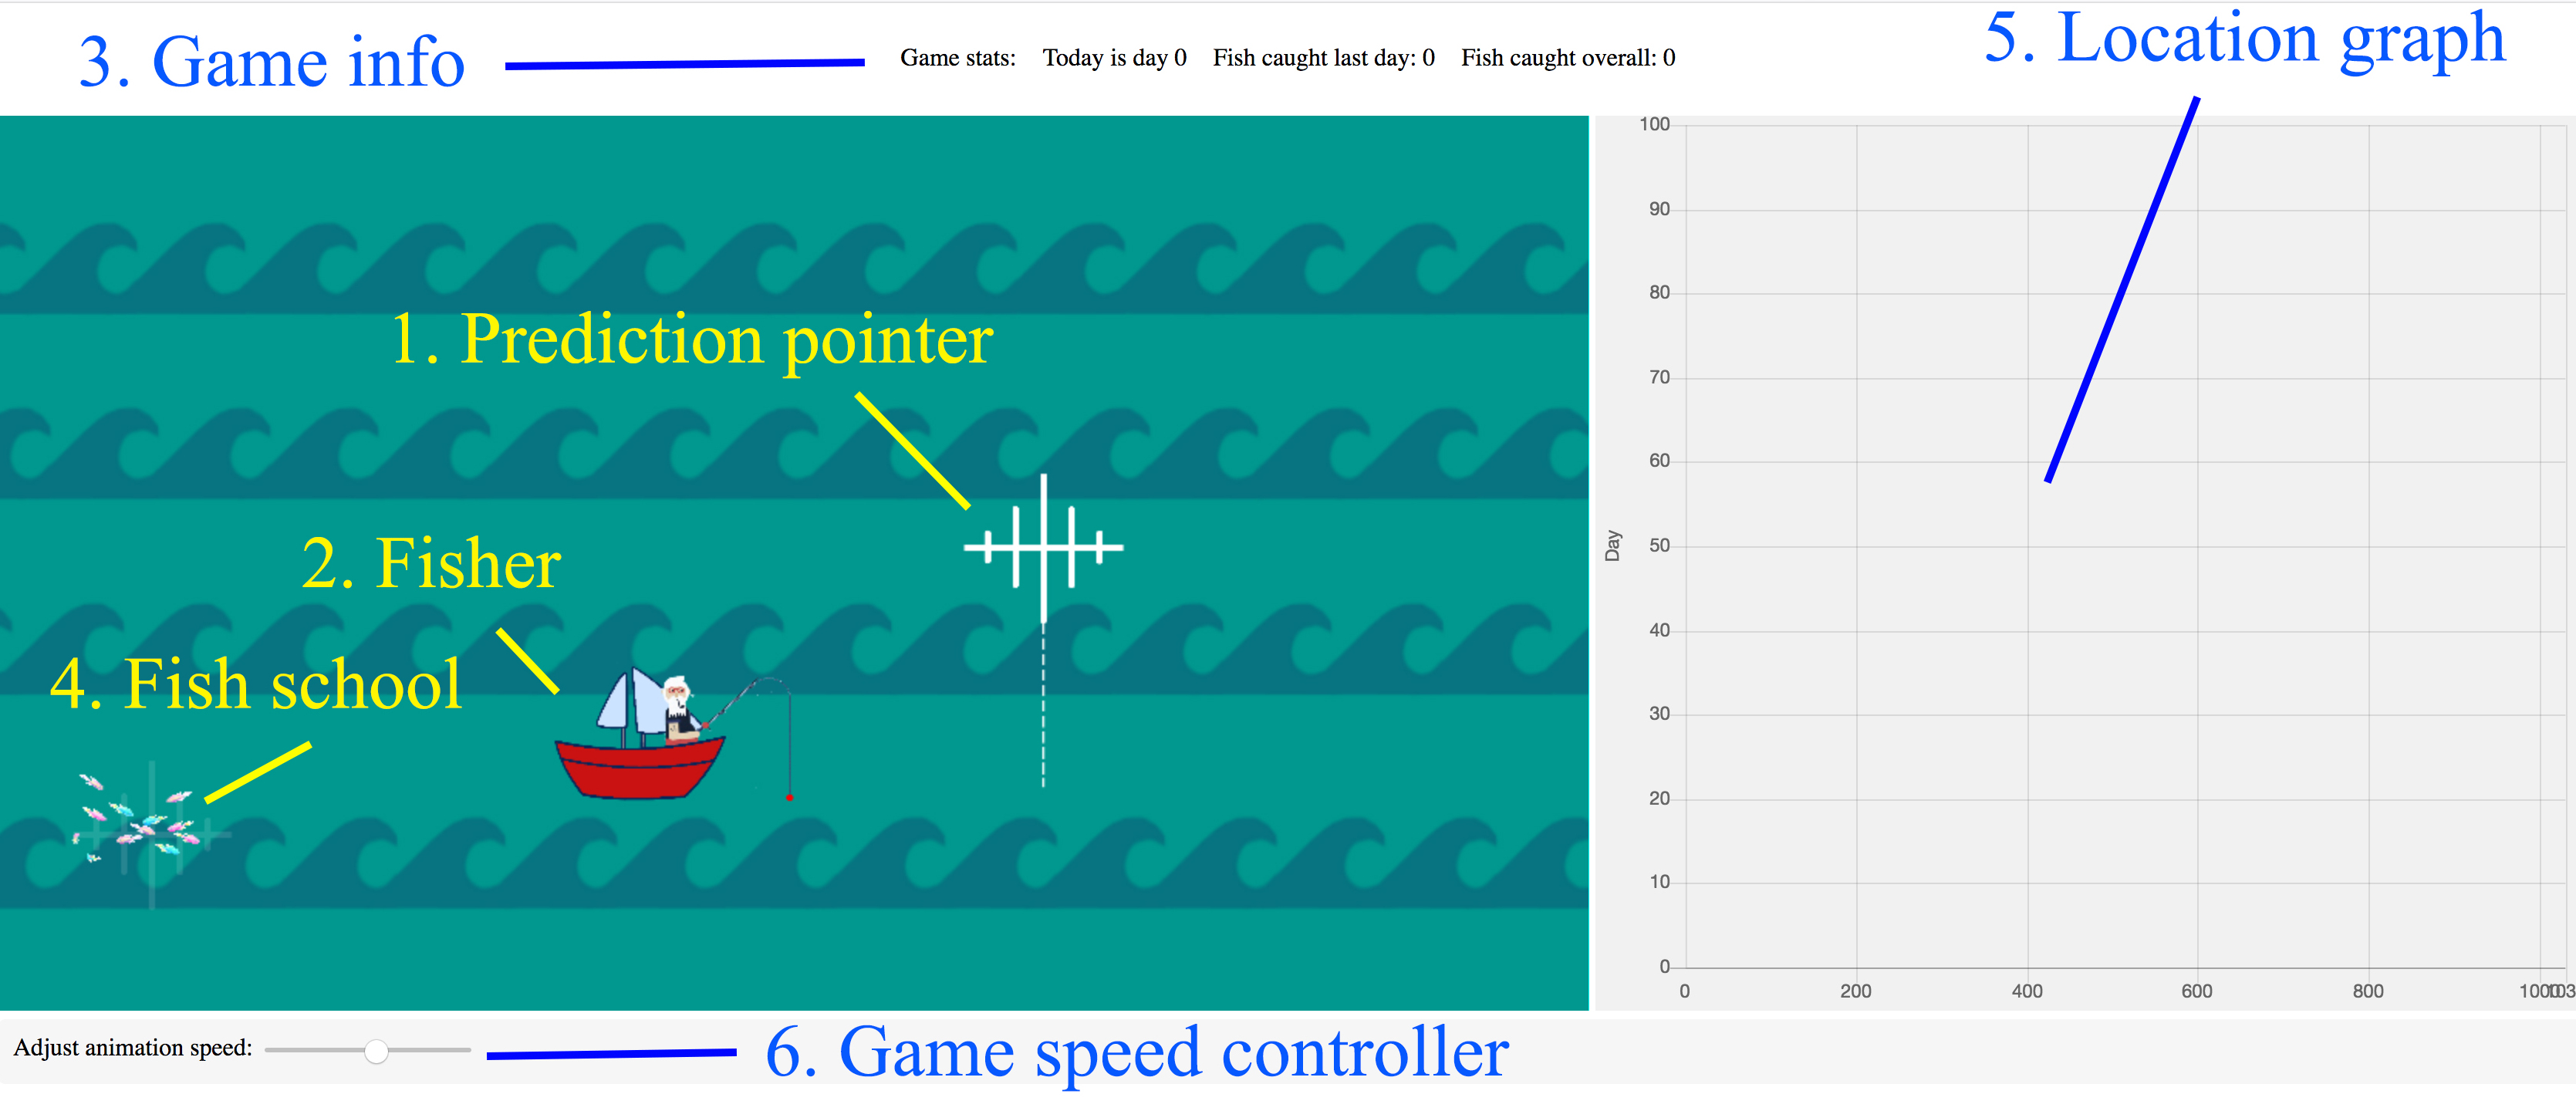 3. Game info
Game stats: Today is day 0 Fish caught last day: 0 Fish caught overall: 0
5. Location graph
1. Prediction pointer
2. Fisher
4. Fish school
100
90
80
70
60
50
40
30
20
10
0
Day
0 200 400 600 800 1000
Adjust animation speed:
6. Game speed controller